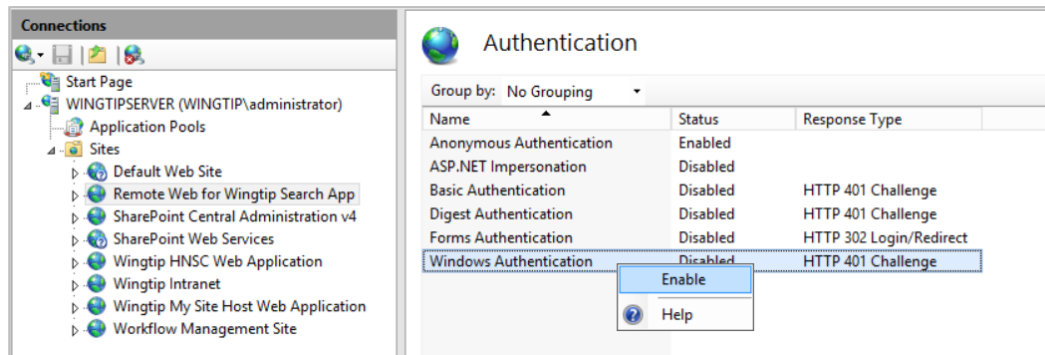 Connections
Start Page
WINGTIPSERVER (WINGTIP\administrator)
Application Pools
Sites
Default Web Site
Remote Web for Wingtip Search App
SharePoint Central Administration v4
SharePoint Web Services
Wingtip HNSC Web Application
Wingtip Intranet
Wingtip My Site Host Web Application
Workflow Management Site
Authentication
Group by: No Grouping
Name Status Response Type
Anonymous Authentication Enabled
ASP.NET Impersonation Disabled
Basic Authentication Disabled HTTP 401 Challenge
Digest Authentication Disabled HTTP 401 Challenge
Forms Authentication Disabled HTTP 302 Login/Redirect
Windows Authentication Disabled HTTP 401 Challenge
Enable
Help